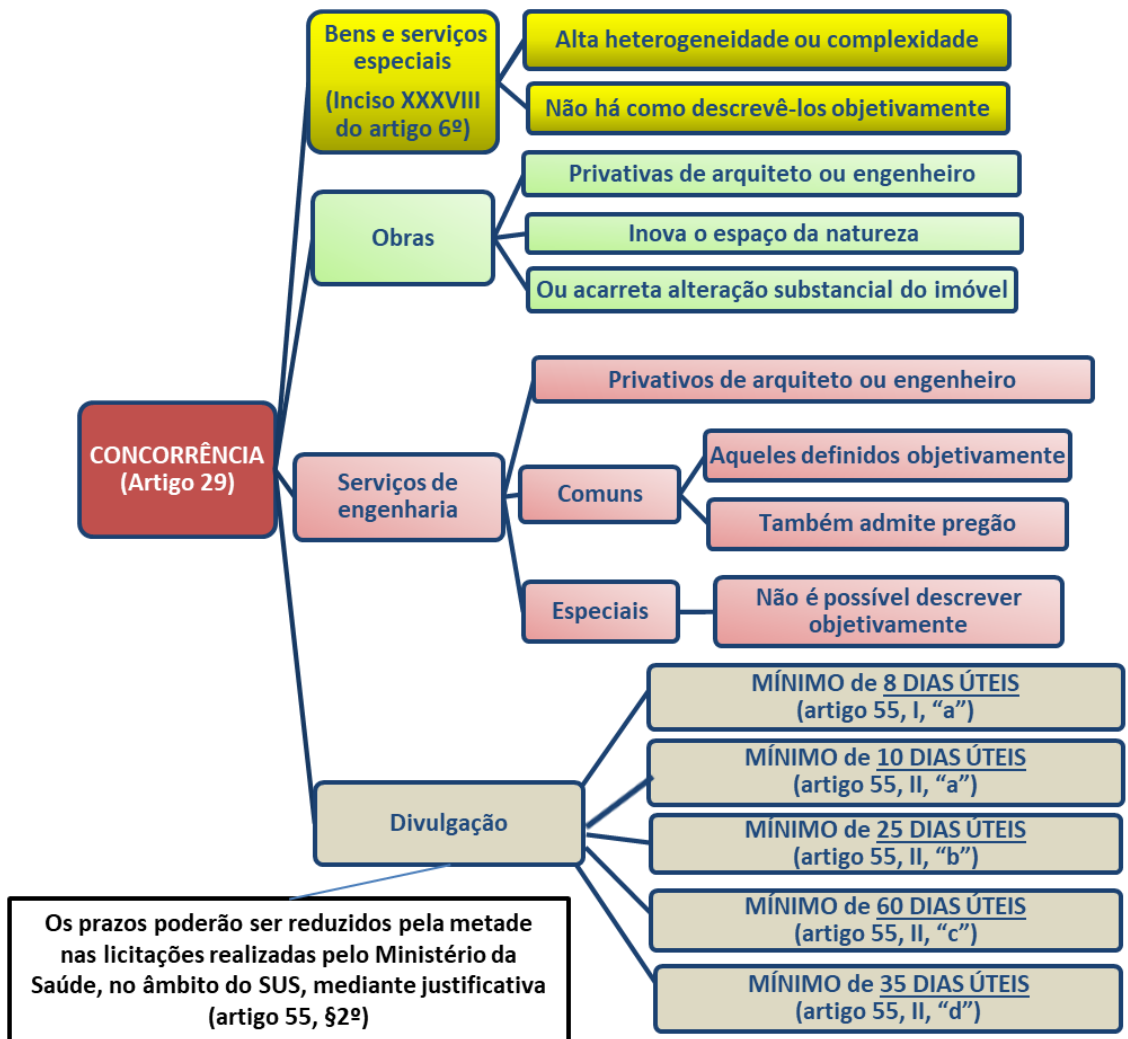 Bens e serviços
especiais
(Inciso XXXVIII
do artigo 6º)
Alta heterogeneidade ou complexidade
Não há como descrevê-los objetivamente
Obras
Privativas de arquiteto ou engenheiro
Inova o espaço da natureza
Ou acarreta alteração substancial do imóvel
CONCORRÊNCIA
(Artigo 29)
Serviços de
engenharia
Privativos de arquiteto ou engenheiro
Comuns
Aqueles definidos objetivamente
Também admite pregão
Especiais
Não é possível descrever
objetivamente
Divulgação
MÍNIMO de 8 DIAS ÚTEIS
(artigo 55, I, “a”)
MÍNIMO de 10 DIAS ÚTEIS
(artigo 55, II, “a”)
MÍNIMO de 25 DIAS ÚTEIS
(artigo 55, II, “b”)
MÍNIMO de 60 DIAS ÚTEIS
(artigo 55, II, “c”)
MÍNIMO de 35 DIAS ÚTEIS
(artigo 55, II, “d”)
Os prazos poderão ser reduzidos pela metade
nas licitações realizadas pelo Ministério da
Saúde, no âmbito do SUS, mediante justificativa
(artigo 55, §2º)